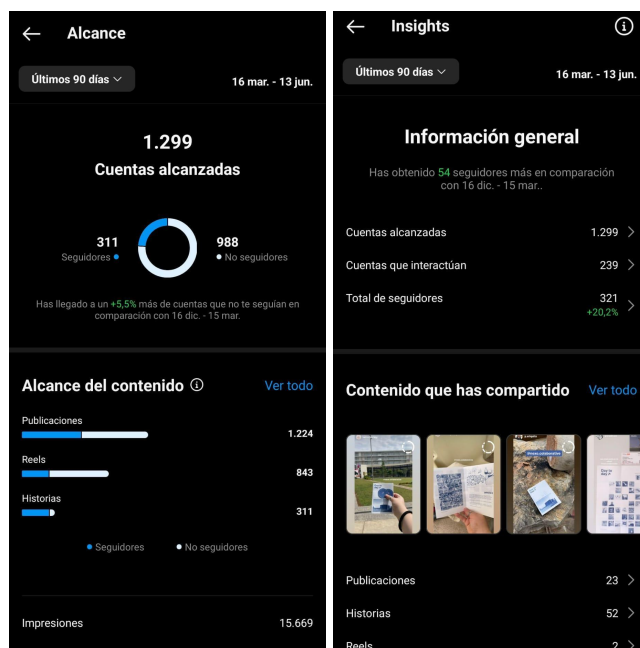 Alcance
Últimos 90 días
16 mar. - 13 jun.
1.299
Cuentas alcanzadas
311
Seguidores
988
No seguidores
Has llegado a un +5,5% más de cuentas que no te seguían en
comparación con 16 dic. - 15 mar.
Alcance del contenido
Ver todo
Publicaciones
1.224
Reels
843
Historias
311
Seguidores
No seguidores
Impresiones
15.669
Insights
Últimos 90 días
16 mar. - 13 jun.
Información general
Has obtenido 54 seguidores más en comparación
con 16 dic. - 15 mar..
Cuentas alcanzadas
1.299
Cuentas que interactúan
239
Total de seguidores
321
+20,2%
Contenido que has compartido
Ver todo
Publicaciones
23
Historias
52
Reels
2